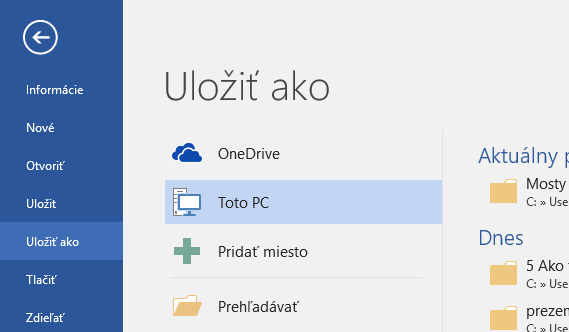 Informácie
Nové
Otvoriť
Uložiť
Uložiť ako
Tlačiť
Zdieľať
Uložiť ako
OneDrive
Toto PC
Pridať miesto
Prehľadávať
Aktuálny p
Mosty
C: » Use
Dnes
5 Ako
C: » Use
prezen